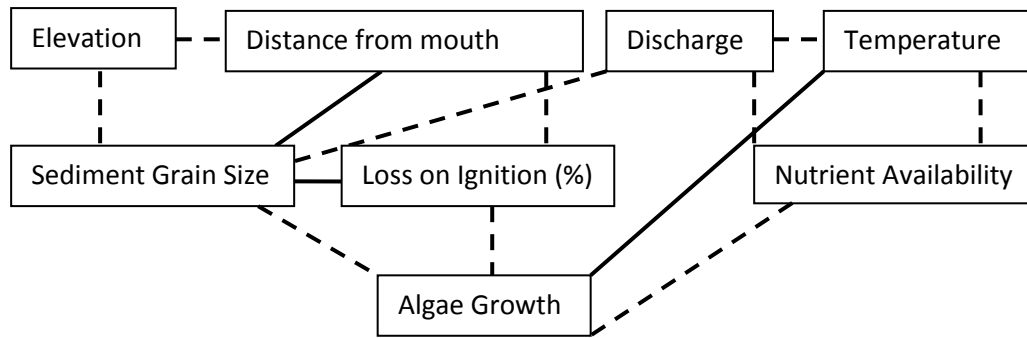 Elevation
Distance from mouth
Discharge
Temperature
Sediment Grain Size
Loss on Ignition (%)
Nutrient Availability
Algae Growth